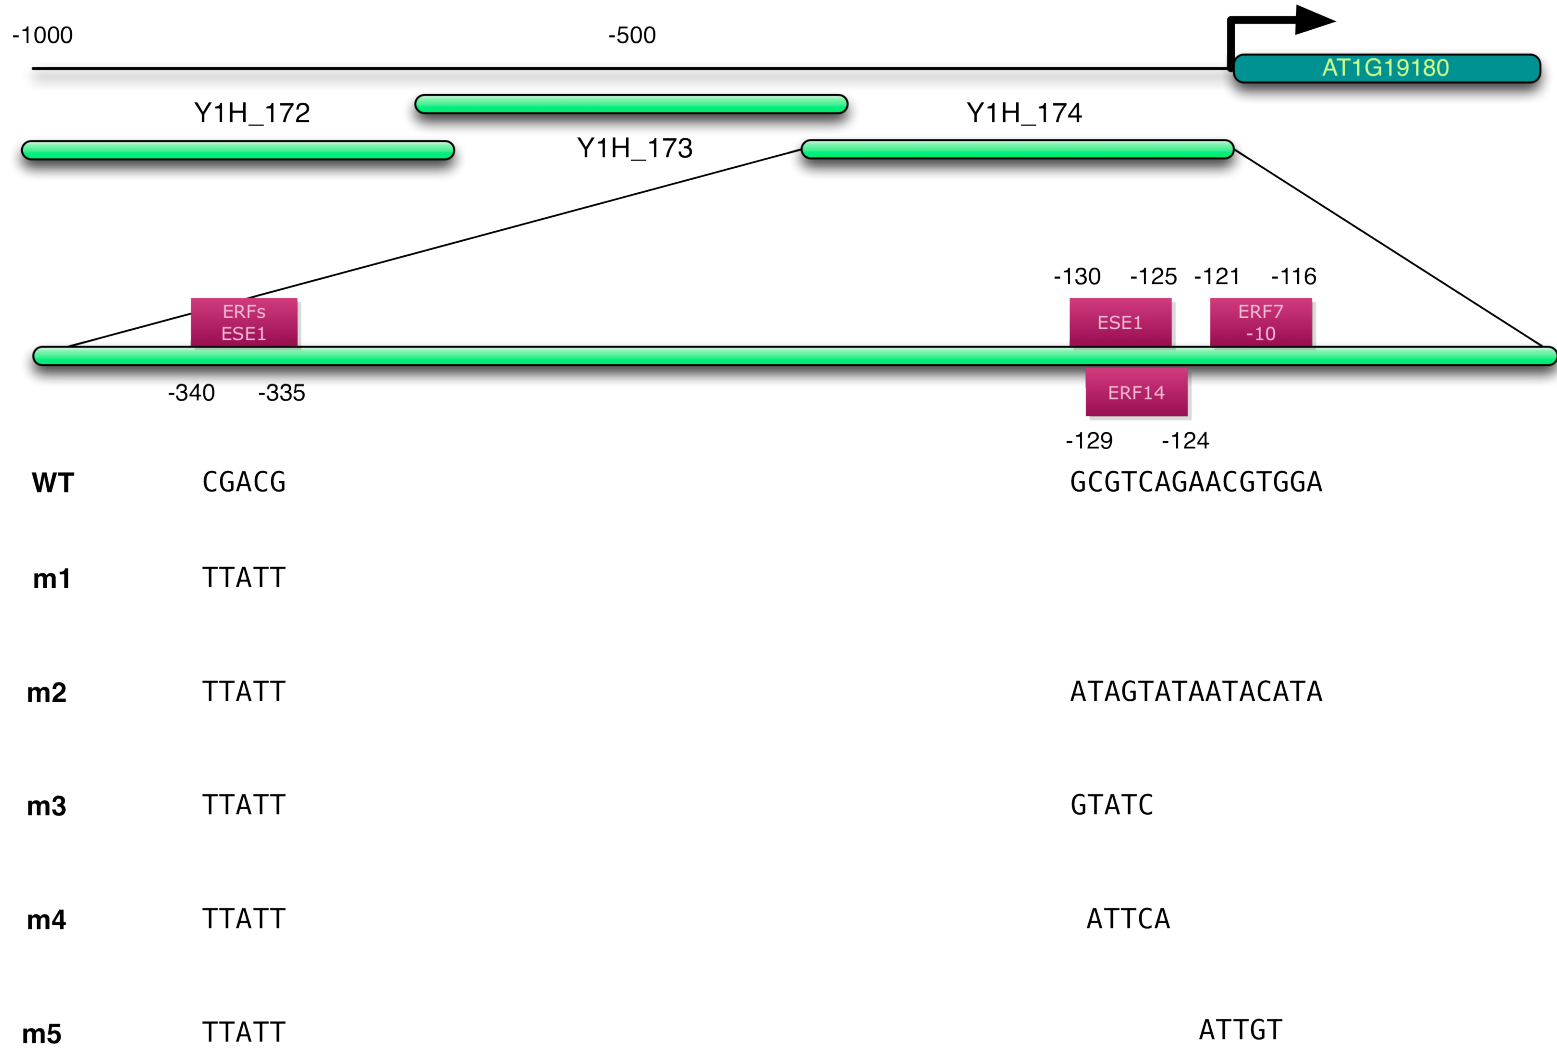 -1000 -500
AT1G19180
Y1H_172 Y1H_174
Y1H_173
-130 -125 -121 -116
ERFs
ESE1
ESE1
ERF7
-10
-340 -335
ERF14
-129 -124
WT CGACG GCGTCAGAACGTGGA
m1 TTATT
m2 TTATT ATAGTATAATACATA
m3 TTATT GTATC
m4 TTATT ATTCA
m5 TTATT ATTGT